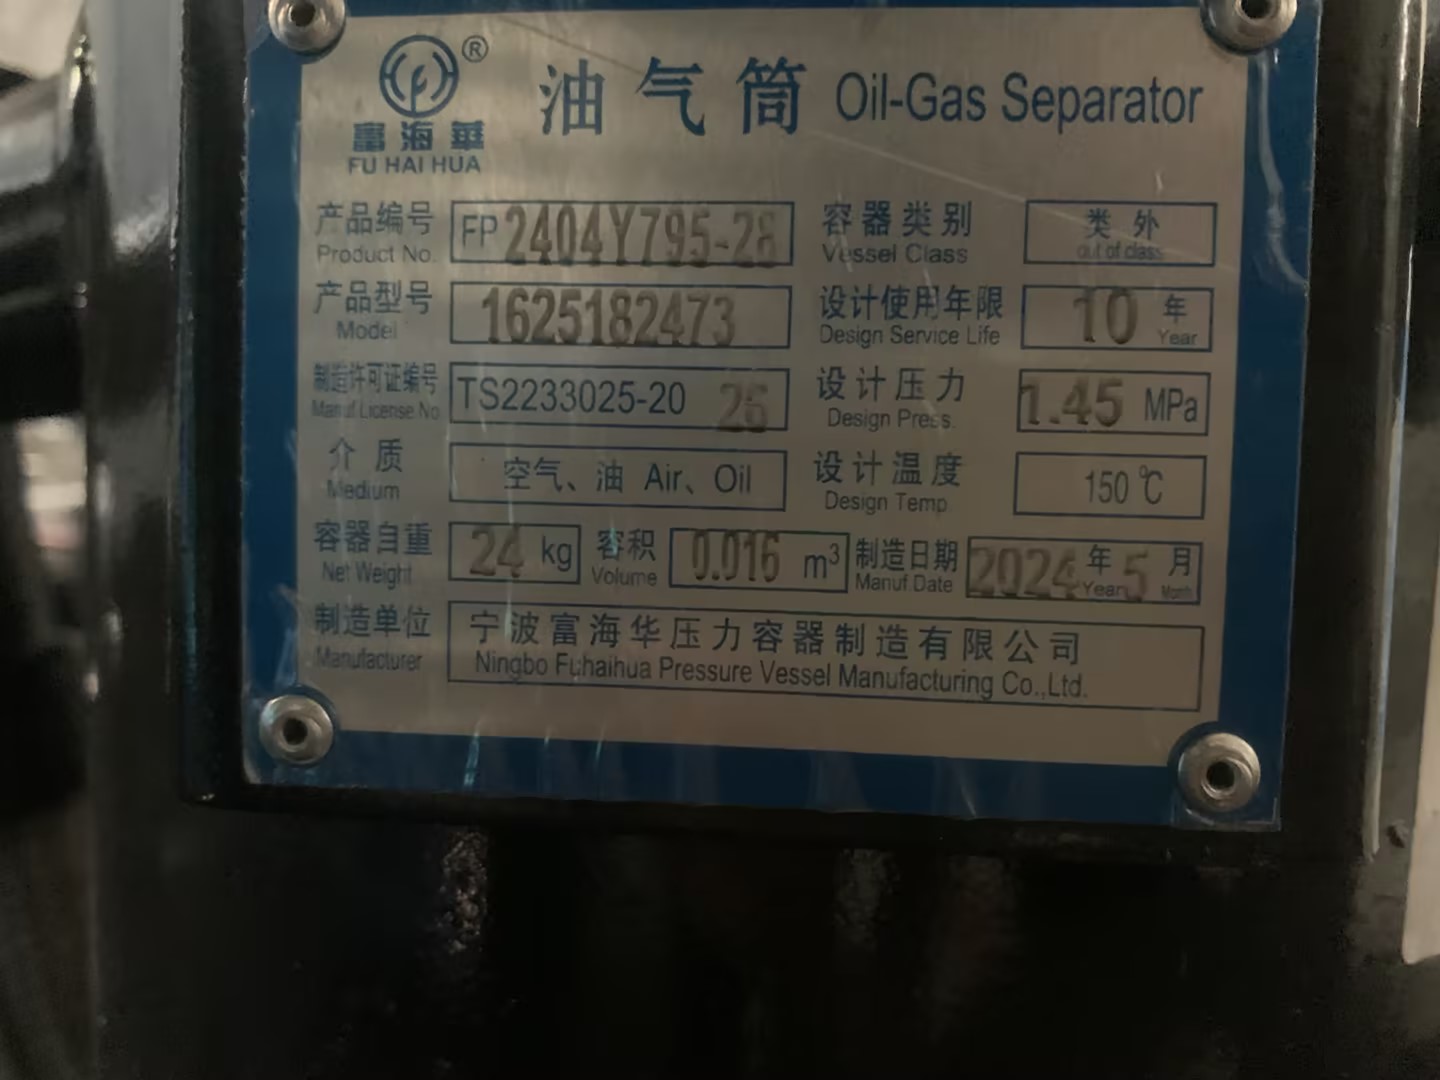 ® 油气筒 Oil-Gas Separator
富海華
FU HAI HUA
产品编号 FP 2404Y795-28 容器类别 类外
Product No. Vessel Class out of class
产品型号 1625182473 设计使用年限 10 年
Model Design Service Life Year
制造许可证编号 TS2233025-20 26 设计压力 1.45 MPa
Manuf.License No. Design Press.
介质 空气、油 Air、Oil 设计温度 150℃
Medium Design Temp
容器自重 24 kg 容积 0.016 m³ 制造日期 2024 年 5 月
Net Weight Volume Manuf.Date Year Month
制造单位 宁波富海华压力容器制造有限公司
Manufacturer Ningbo Fuhaihua Pressure Vessel Manufacturing Co.,Ltd.